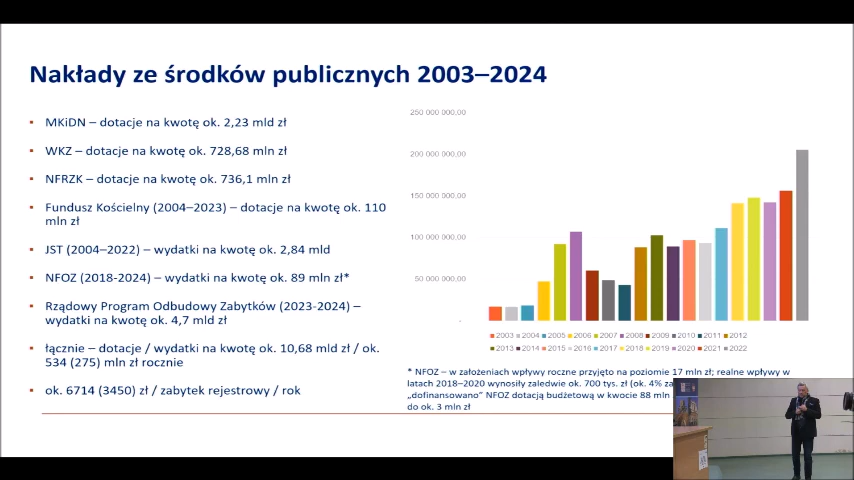 Nakłady ze środków publicznych 2003–2024
▪ MKiDN – dotacje na kwotę ok. 2,23 mld zł
▪ WKZ – dotacje na kwotę ok. 728,68 mln zł
▪ NFRZK – dotacje na kwotę ok. 736,1 mln zł
▪ Fundusz Kościelny (2004–2023) – dotacje na kwotę ok. 110
mln zł
▪ JST (2004–2022) – wydatki na kwotę ok. 2,84 mld
▪ NFOZ (2018-2024) – wydatki na kwotę ok. 89 mln zł*
▪ Rządowy Program Odbudowy Zabytków (2023-2024) –
wydatki na kwotę ok. 4,7 mld zł
▪ łącznie – dotacje / wydatki na kwotę ok. 10,68 mld zł / ok.
534 (275) mln zł rocznie
▪ ok. 6714 (3450) zł / zabytek rejestrowy / rok
250 000 000,00
200 000 000,00
150 000 000,00
100 000 000,00
50 000 000,00
-
2003 2004 2005 2006 2007 2008 2009 2010 2011 2012
2013 2014 2015 2016 2017 2018 2019 2020 2021 2022
* NFOZ – w założeniach wpływy roczne przyjęto na poziomie 17 mln zł; realne wpływy w
latach 2018–2020 wynosiły zaledwie ok. 700 tys. zł (ok. 4% za
„dofinansowano” NFOZ dotacją budżetową w kwocie 88 mln
do ok. 3 mln zł